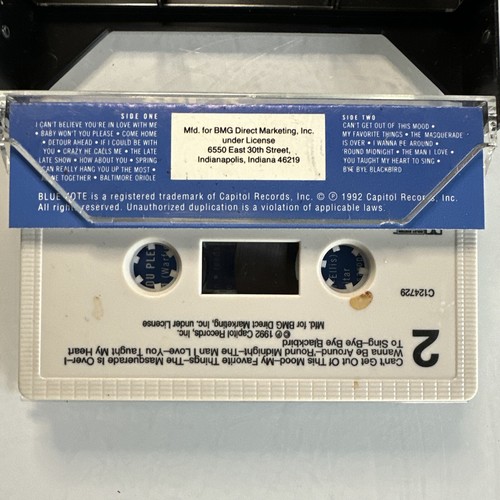 SIDE ONE
I CAN'T BELIEVE YOU'RE IN LOVE WITH ME
• BABY WON'T YOU PLEASE • COME HOME
• DETOUR AHEAD • IF I COULD BE WITH
YOU • CRAZY HE CALLS ME • THE LATE
LATE SHOW • HOW ABOUT YOU • SPRING
CAN REALLY HANG YOU UP THE MOST •
TOGETHER • BALTIMORE ORIOLE
Mfd. for BMG Direct Marketing, Inc.
under License
6550 East 30th Street,
Indianapolis, Indiana 46219
SIDE TWO
CAN'T GET OUT OF THIS MOOD •
MY FAVORITE THINGS • THE MASQUERADE
IS OVER • I WANNA BE AROUND •
'ROUND MIDNIGHT • THE MAN I LOVE •
YOU TAUGHT MY HEART TO SING •
BYE BYE BLACKBIRD
BLUE NOTE is a registered trademark of Capitol Records, Inc. © ℗ 1992 Capitol Records, Inc.
All rights reserved. Unauthorized duplication is a violation of applicable laws.
2
Can't Get Out Of This Mood–My Favorite Things–The Masquerade Is Over–I
Wanna Be Around–'Round Midnight–The Man I Love–You Taught My Heart
To Sing–Bye Bye Blackbird
℗© 1992 Capitol Records, Inc.
Mfd. for BMG Direct Marketing, Inc. under License
C124729
OU PLE
Ellis
tar